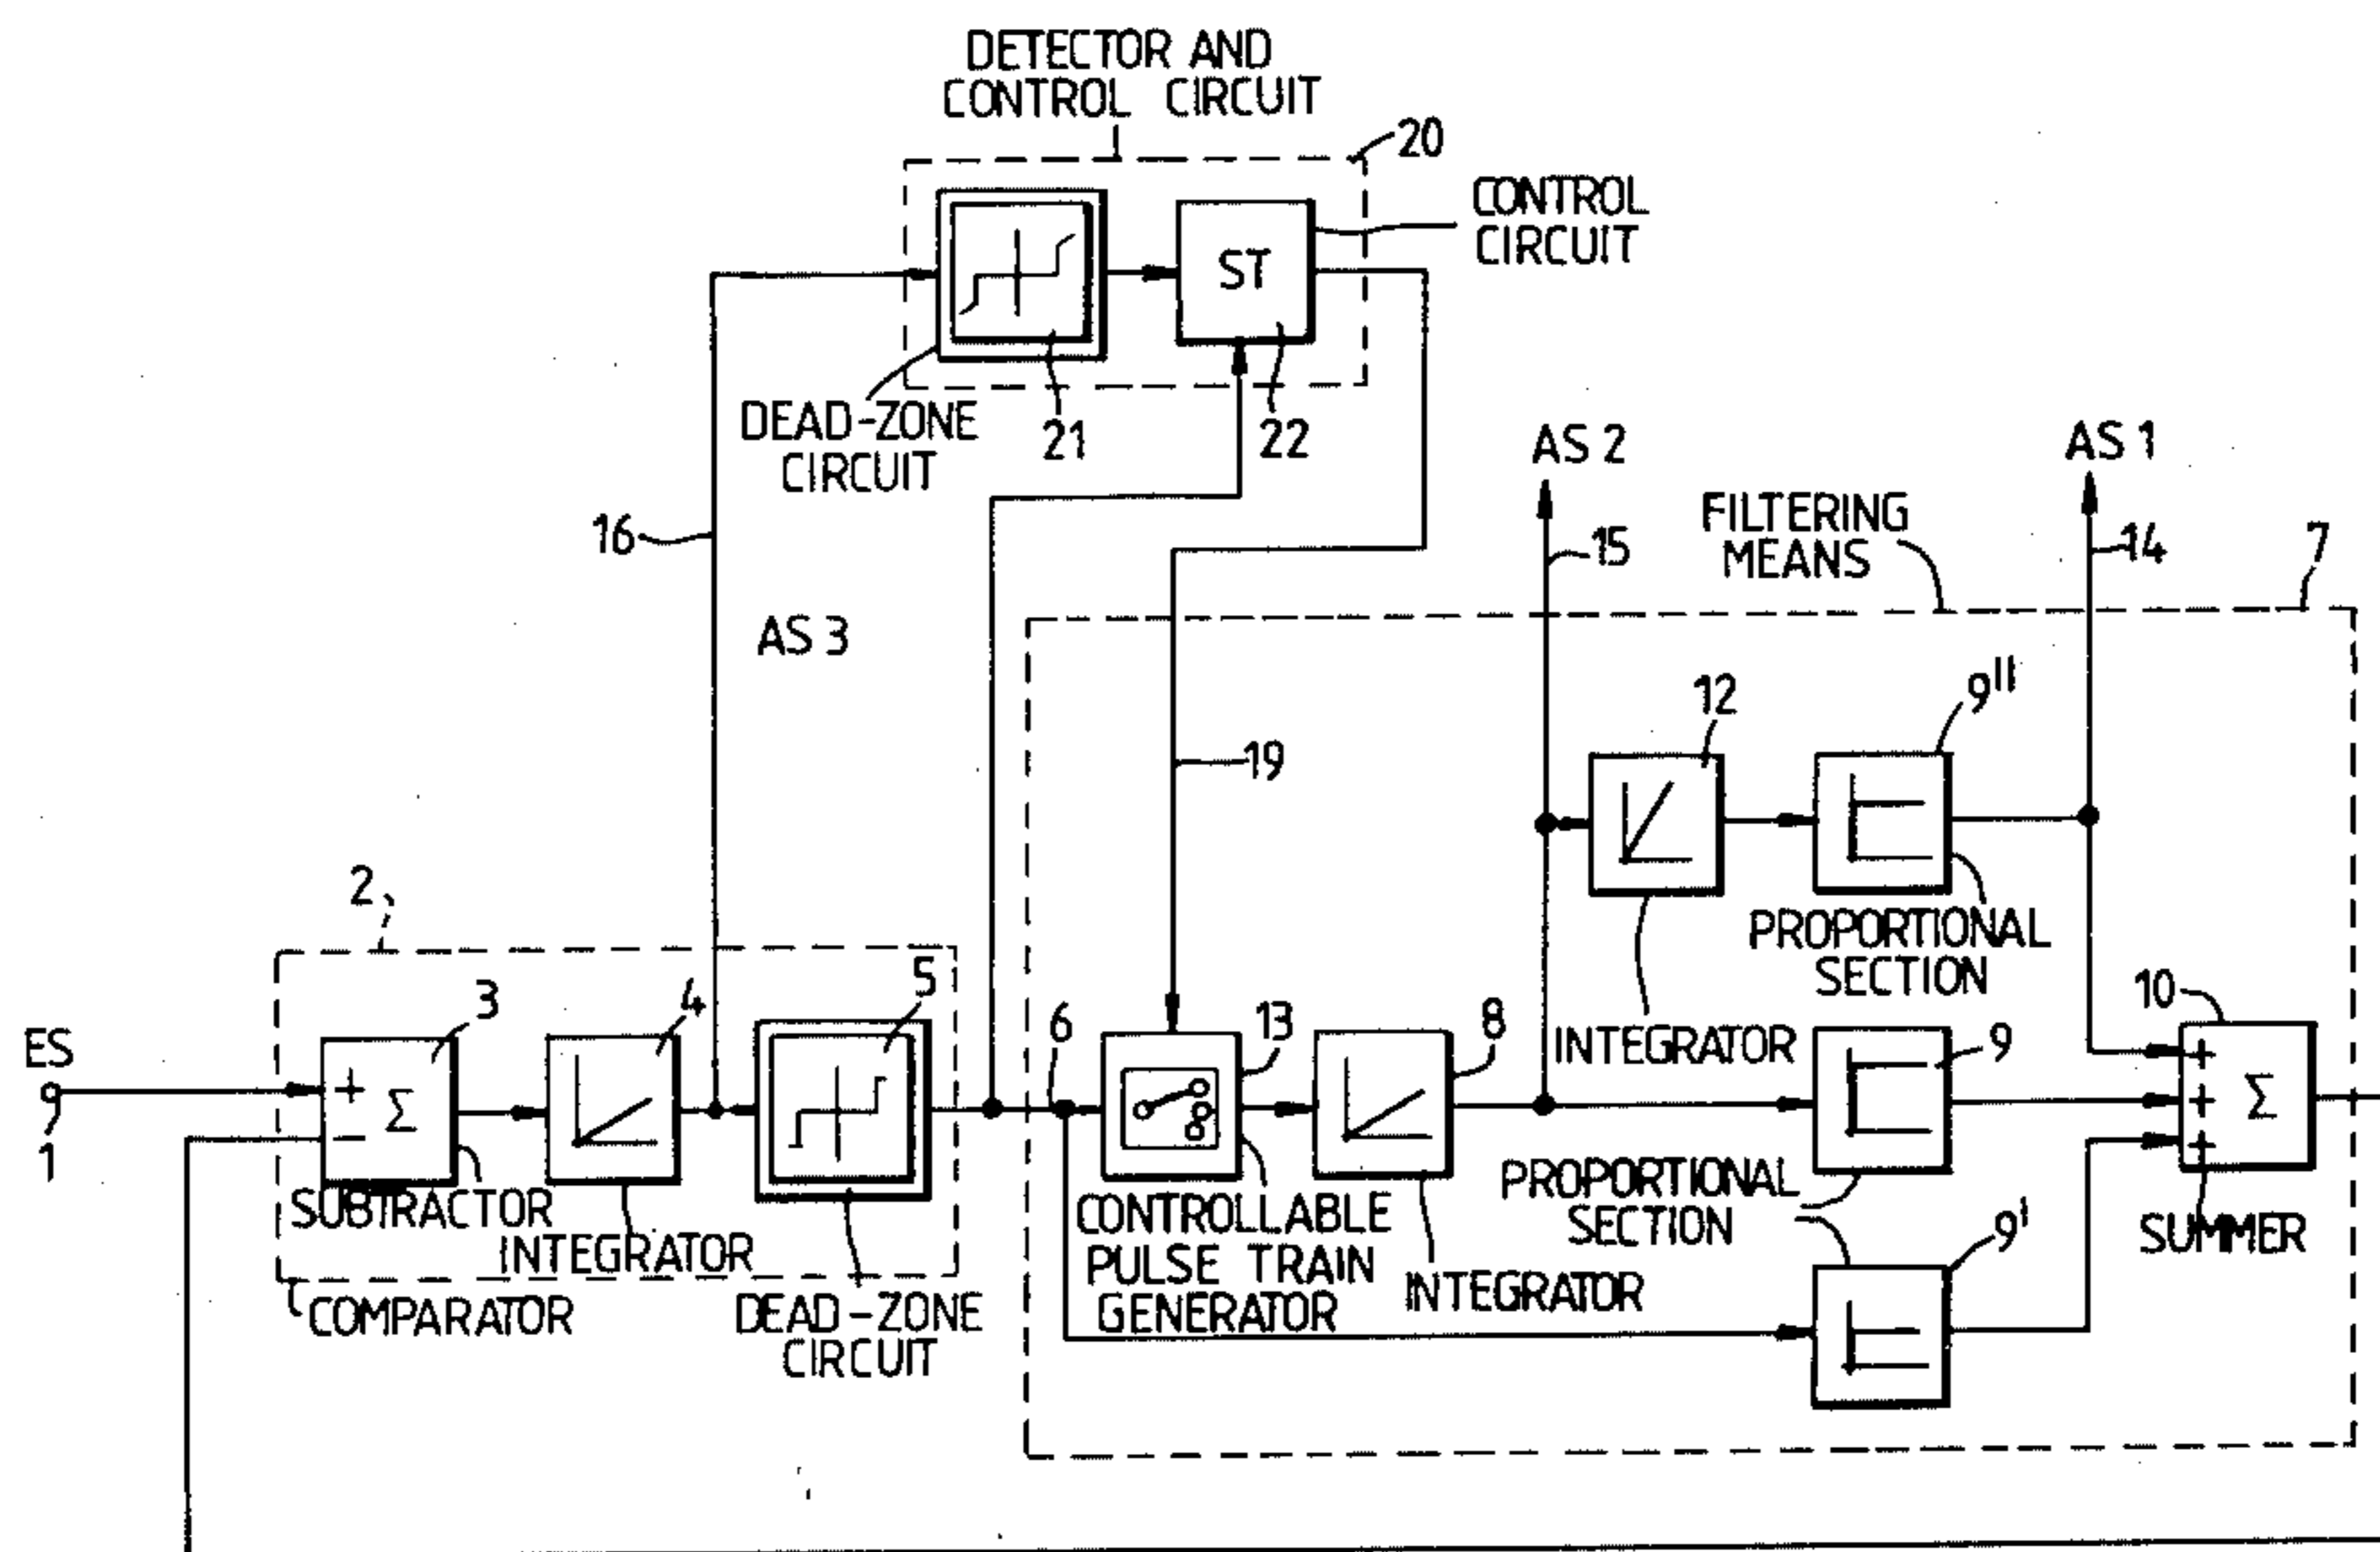 DETECTOR AND
CONTROL CIRCUIT
20
CONTROL
CIRCUIT
ST
DEAD-ZONE
CIRCUIT
21
22
AS 2
AS 1
FILTERING
MEANS
7
16
15
14
AS 3
12
9"
19
2
PROPORTIONAL
SECTION
3
4
5
6
13
8
10
ES
1
INTEGRATOR
9
+
Σ
−
+
+
+
Σ
SUBTRACTOR
INTEGRATOR
COMPARATOR
DEAD-ZONE
CIRCUIT
CONTROLLABLE
PULSE TRAIN
GENERATOR
INTEGRATOR
PROPORTIONAL
SECTION
9'
SUMMER